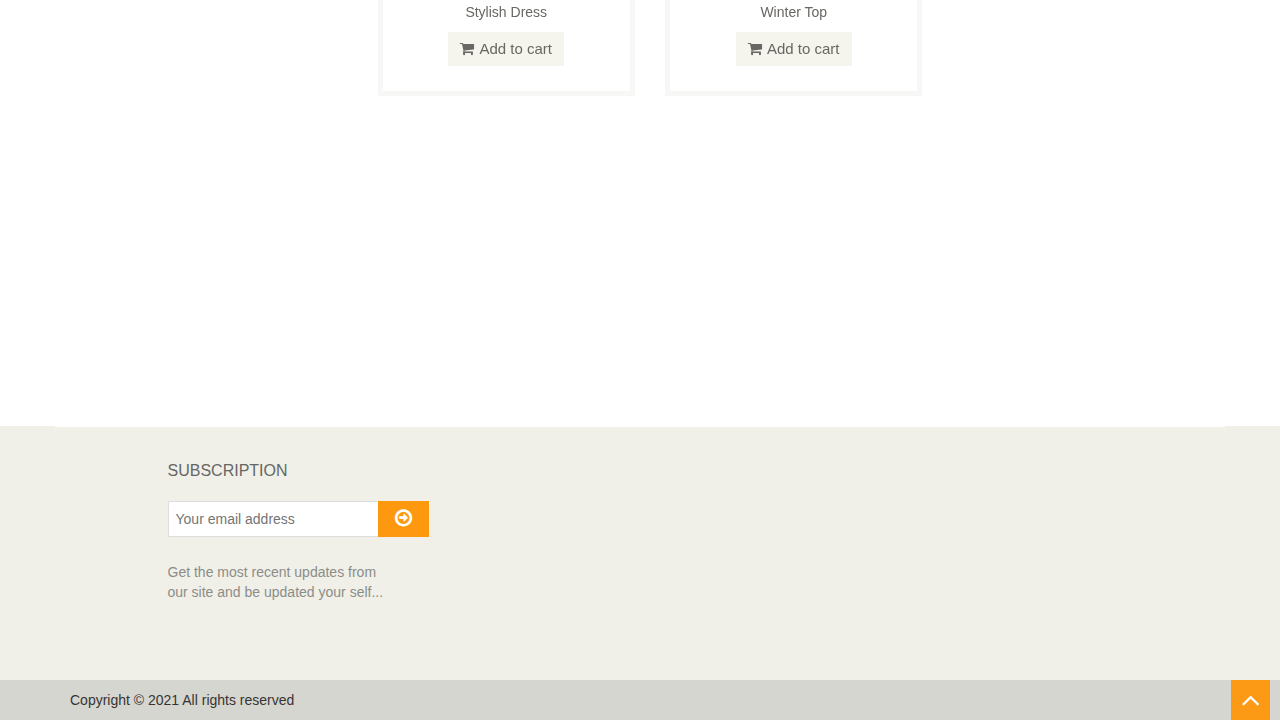 Stylish Dress
Winter Top
Add to cart
Add to cart
SUBSCRIPTION
Your email address
Get the most recent updates from
our site and be updated your self...
Copyright © 2021 All rights reserved